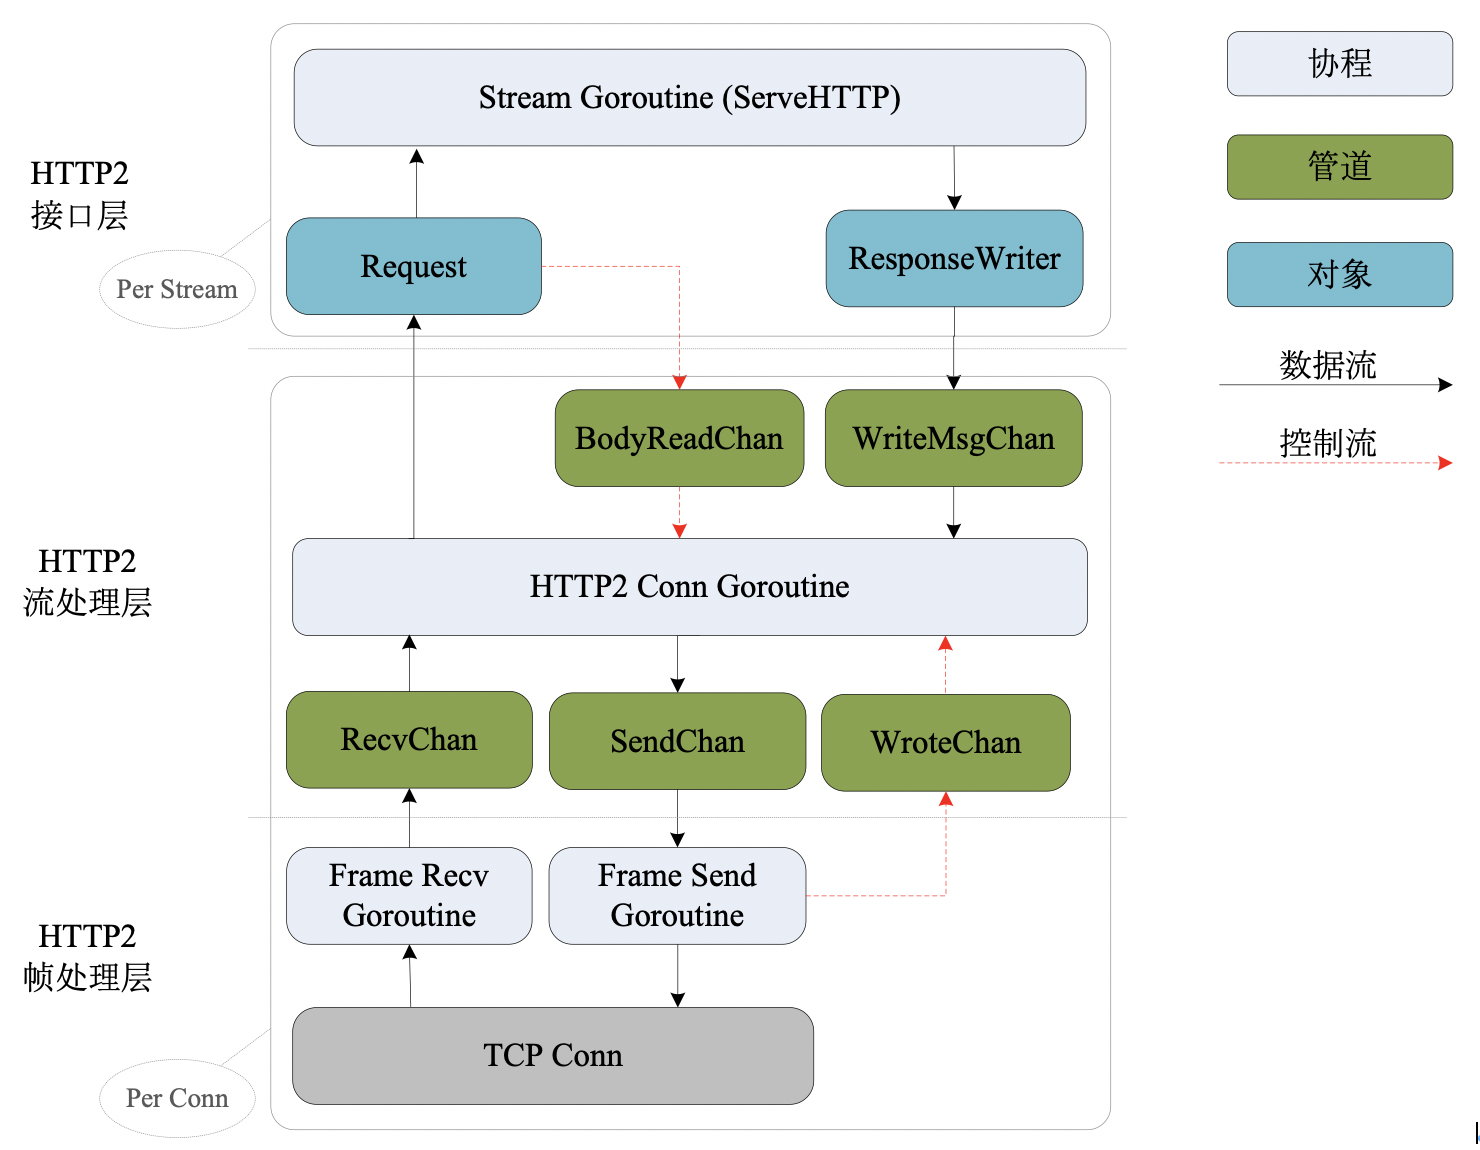 Stream Goroutine (ServeHTTP)
HTTP2
接口层
Per Stream
Request
ResponseWriter
BodyReadChan
WriteMsgChan
HTTP2
流处理层
HTTP2 Conn Goroutine
RecvChan
SendChan
WroteChan
HTTP2
帧处理层
Frame Recv
Goroutine
Frame Send
Goroutine
TCP Conn
Per Conn
协程
管道
对象
数据流
控制流